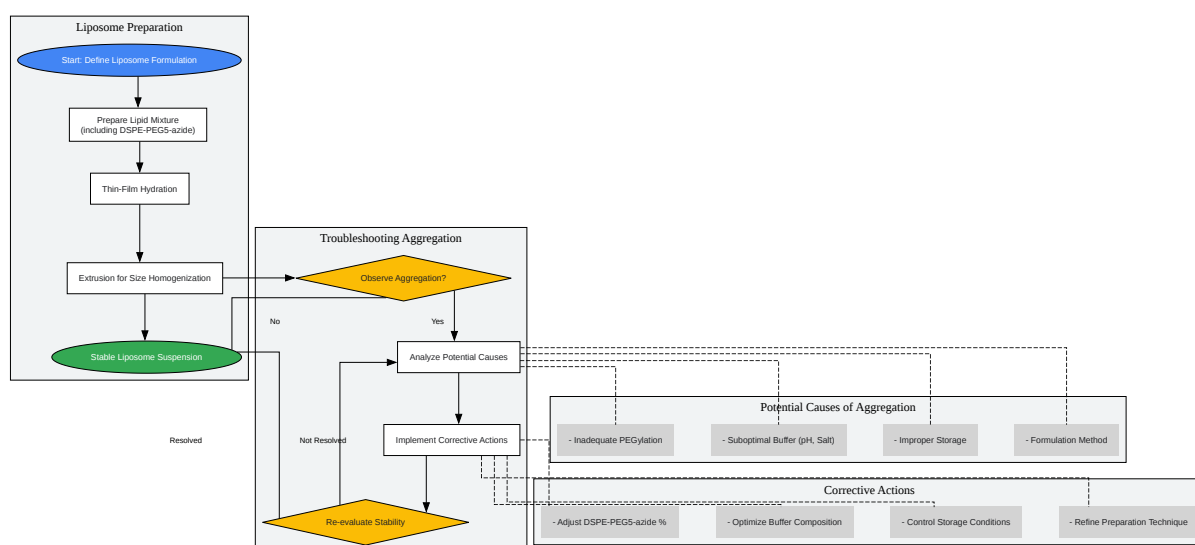 Liposome Preparation
Start: Define Liposome Formulation
Prepare Lipid Mixture
(including DSPE-PEG5-azide)
Thin-Film Hydration
Extrusion for Size Homogenization
Stable Liposome Suspension
Troubleshooting Aggregation
Observe Aggregation?
No
Yes
Analyze Potential Causes
Implement Corrective Actions
Resolved
Not Resolved
Re-evaluate Stability
Potential Causes of Aggregation
- Inadequate PEGylation
- Suboptimal Buffer (pH, Salt)
- Improper Storage
- Formulation Method
Corrective Actions
- Adjust DSPE-PEG5-azide %
- Optimize Buffer Composition
- Control Storage Conditions
- Refine Preparation Technique